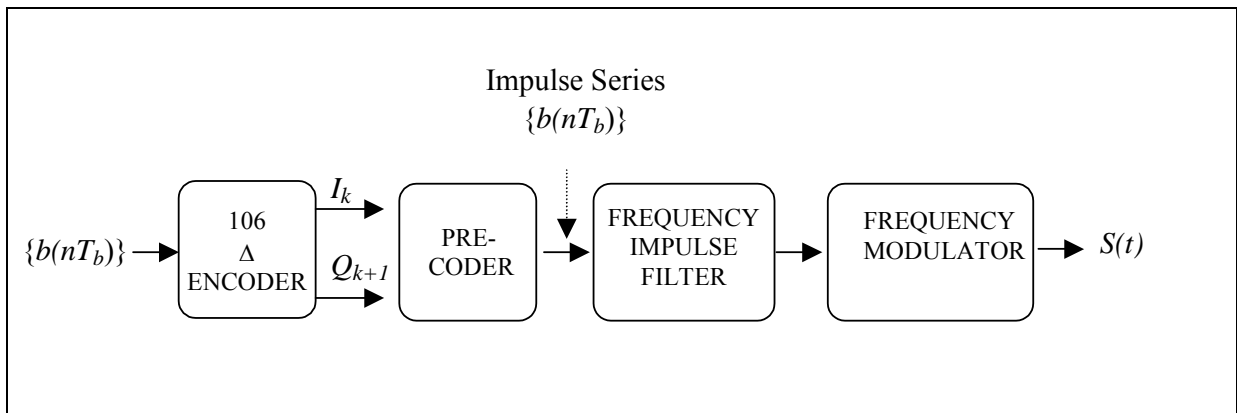 Impulse Series
{b(nT_b)}
{b(nT_b)}
106
Δ
ENCODER
I_k
Q_{k+1}
PRE-
CODER
FREQUENCY
IMPULSE
FILTER
FREQUENCY
MODULATOR
S(t)